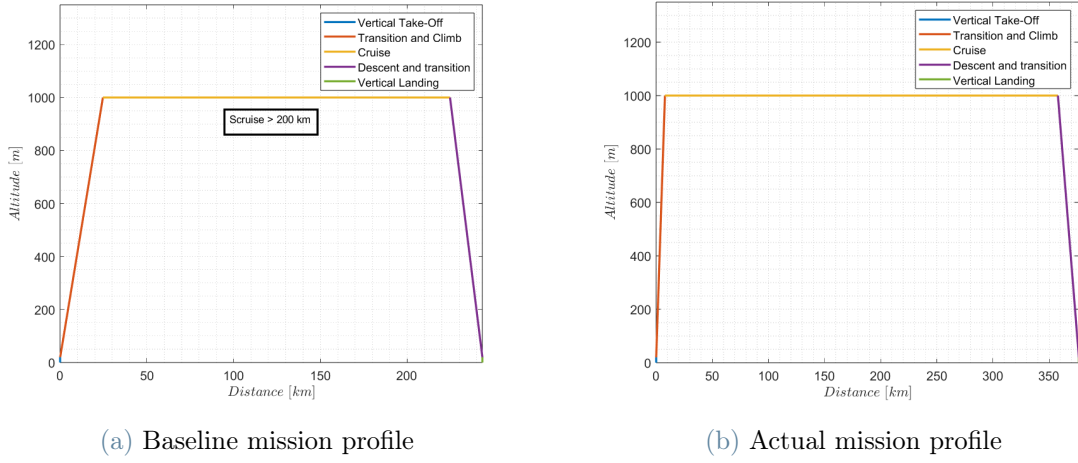 Vertical Take-Off
Transition and Climb
Cruise
Descent and transition
Vertical Landing
1200
1000
800
600
400
200
0
Altitude [m]
Scruise > 200 km
0 50 100 150 200
Distance [km]
(a) Baseline mission profile
Vertical Take-Off
Transition and Climb
Cruise
Descent and transition
Vertical Landing
1200
1000
800
600
400
200
0
Altitude [m]
0 50 100 150 200 250 300 350
Distance [km]
(b) Actual mission profile